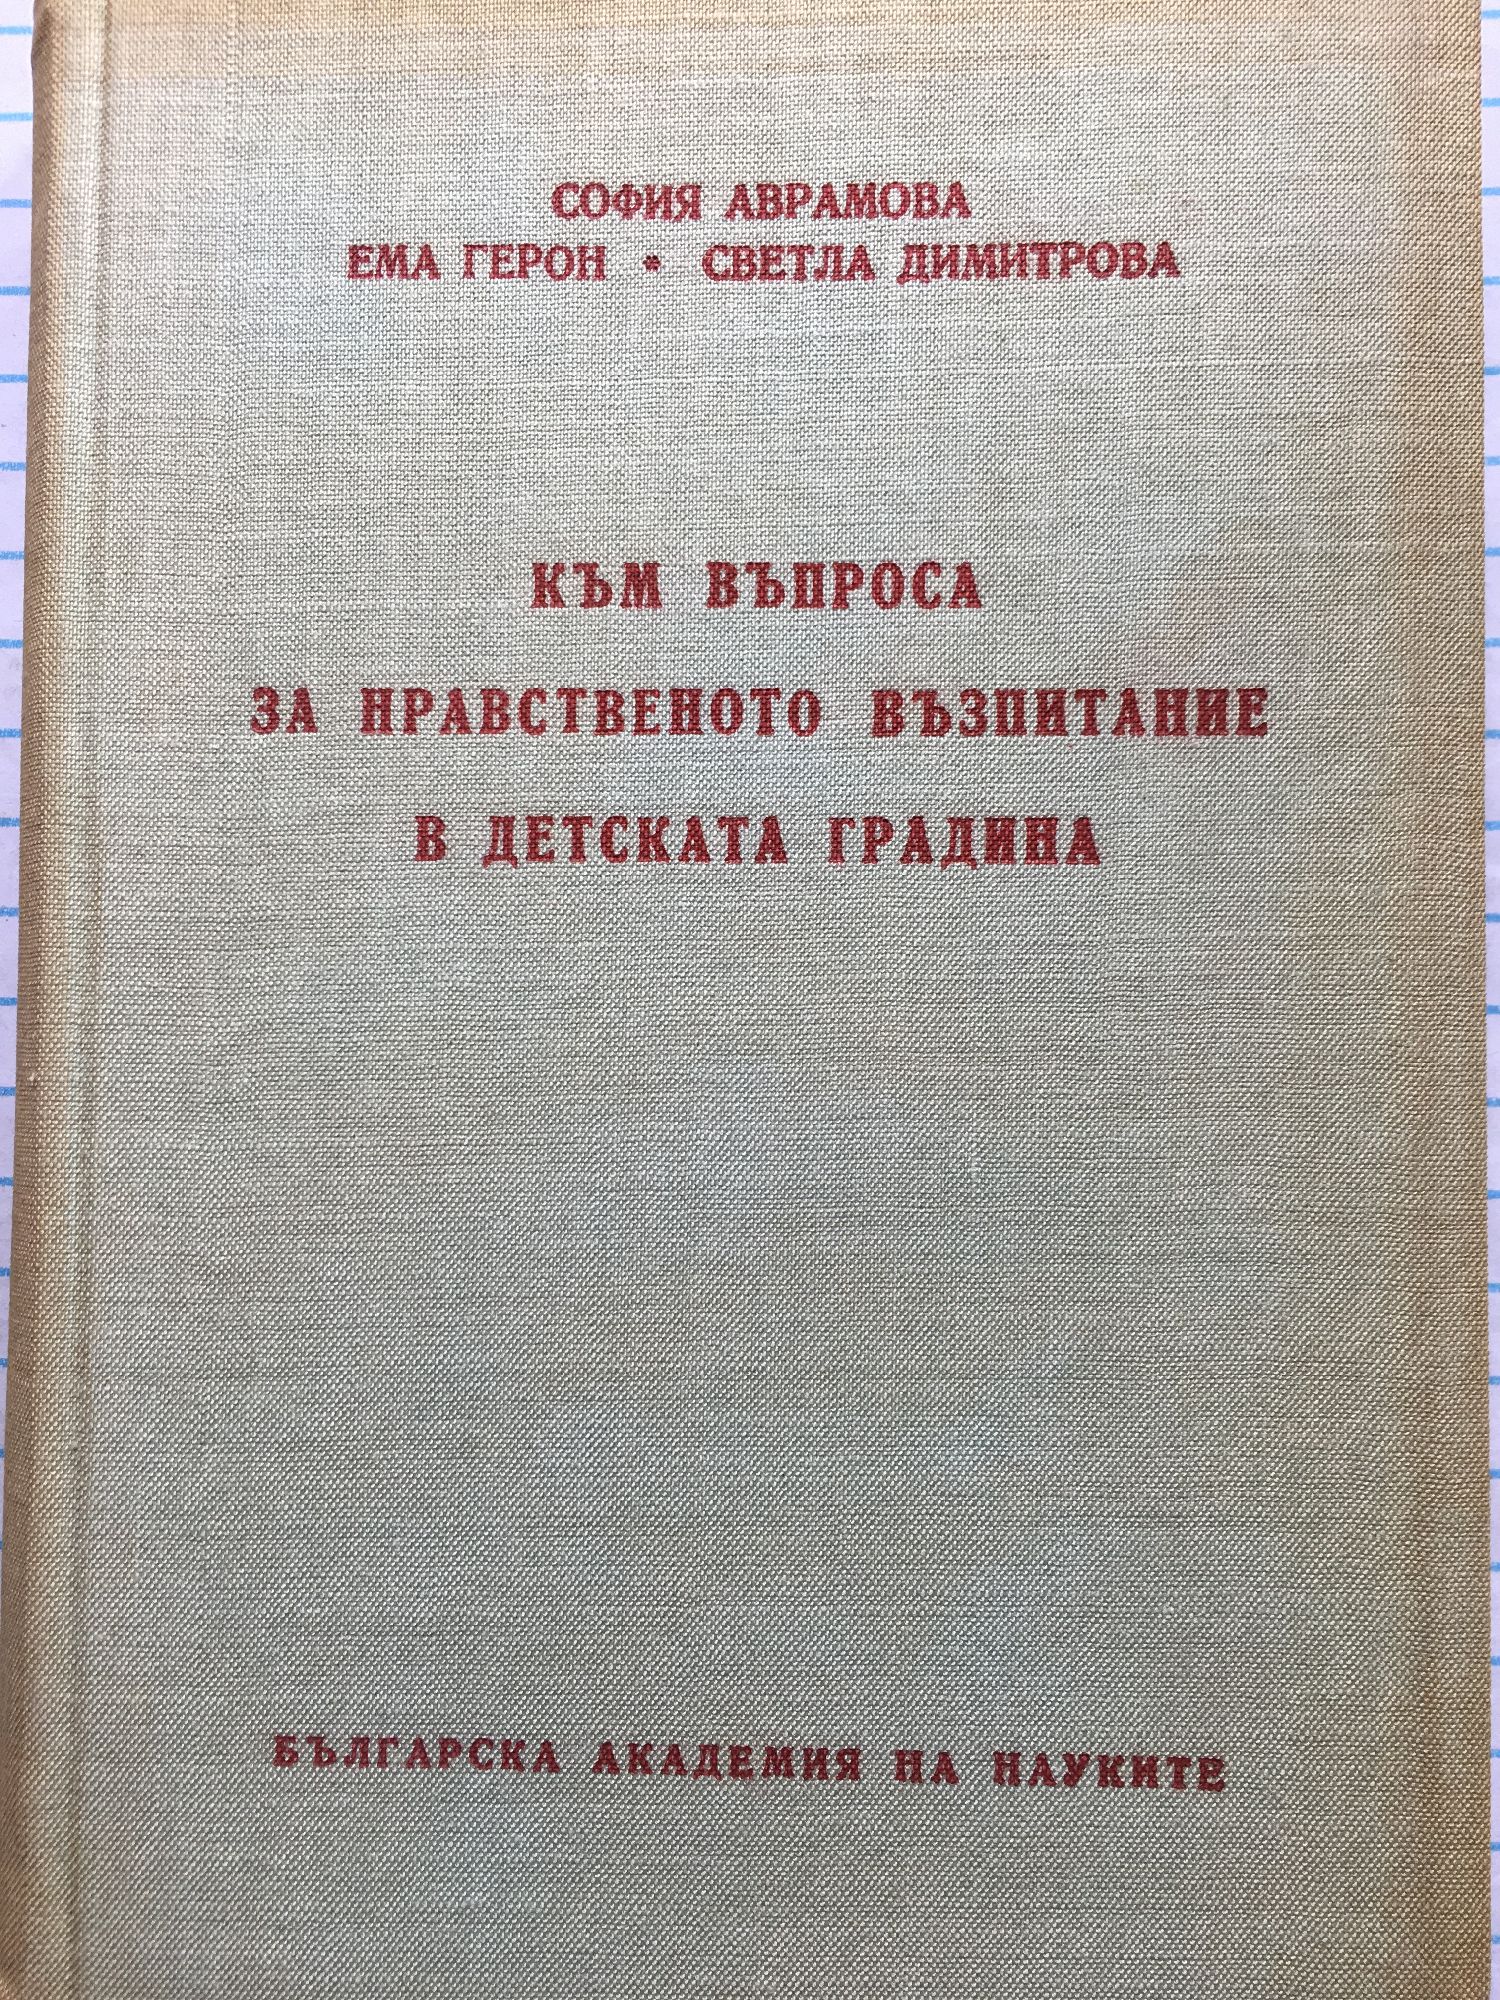 СОФИЯ АВРАМОВА
ЕМА ГЕРОН * СВЕТЛА ДИМИТРОВА
КЪМ ВЪПРОСА
ЗА НРАВСТВЕНОТО ВЪЗПИТАНИЕ
В ДЕТСКАТА ГРАДИНА
БЪЛГАРСКА АКАДЕМИЯ НА НАУКИТЕ